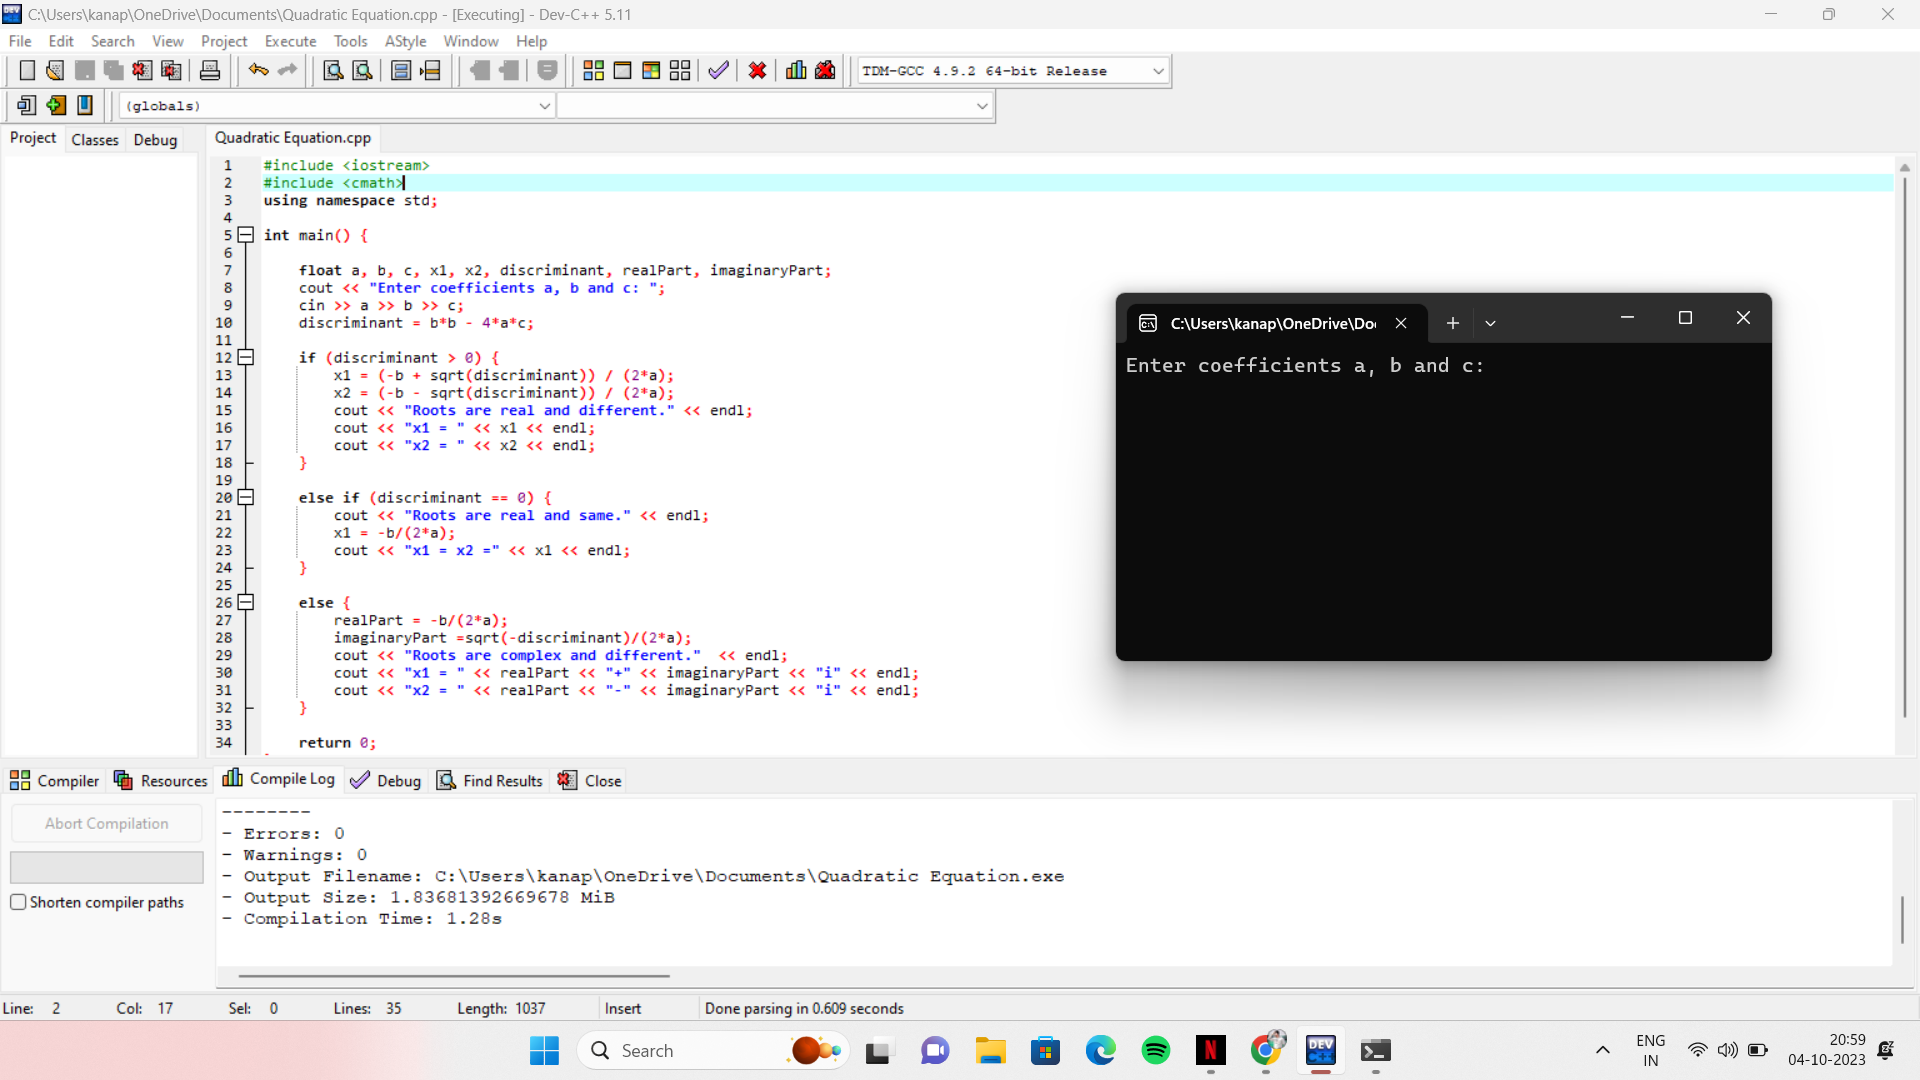 C:\Users\kanap\OneDrive\Documents\Quadratic Equation.cpp - [Executing] - Dev-C++ 5.11
File Edit Search View Project Execute Tools AStyle Window Help
TDM-GCC 4.9.2 64-bit Release
(globals)
Project Classes Debug
Quadratic Equation.cpp
1 #include <iostream>
2 #include <cmath>
3 using namespace std;
4
5 int main() {
6
7 float a, b, c, x1, x2, discriminant, realPart, imaginaryPart;
8 cout << "Enter coefficients a, b and c: ";
9 cin >> a >> b >> c;
10 discriminant = b*b - 4*a*c;
11
12 if (discriminant > 0) {
13 x1 = (-b + sqrt(discriminant)) / (2*a);
14 x2 = (-b - sqrt(discriminant)) / (2*a);
15 cout << "Roots are real and different." << endl;
16 cout << "x1 = " << x1 << endl;
17 cout << "x2 = " << x2 << endl;
18 }
19
20 else if (discriminant == 0) {
21 cout << "Roots are real and same." << endl;
22 x1 = -b/(2*a);
23 cout << "x1 = x2 =" << x1 << endl;
24 }
25
26 else {
27 realPart = -b/(2*a);
28 imaginaryPart =sqrt(-discriminant)/(2*a);
29 cout << "Roots are complex and different."  << endl;
30 cout << "x1 = " << realPart << "+" << imaginaryPart << "i" << endl;
31 cout << "x2 = " << realPart << "-" << imaginaryPart << "i" << endl;
32 }
33
34 return 0;
C:\Users\kanap\OneDrive\Do
Enter coefficients a, b and c:
Compiler Resources Compile Log Debug Find Results Close
Abort Compilation
Shorten compiler paths
--------
- Errors: 0
- Warnings: 0
- Output Filename: C:\Users\kanap\OneDrive\Documents\Quadratic Equation.exe
- Output Size: 1.83681392669678 MiB
- Compilation Time: 1.28s
Line: 2 Col: 17 Sel: 0 Lines: 35 Length: 1037 Insert Done parsing in 0.609 seconds
Search
DEV
ENG
IN
20:59
04-10-2023